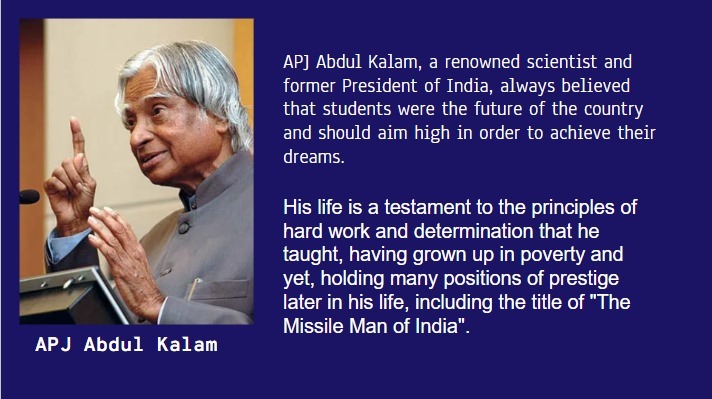 APJ Abdul Kalam, a renowned scientist and
former President of India, always believed
that students were the future of the country
and should aim high in order to achieve their
dreams.
His life is a testament to the principles of
hard work and determination that he
taught, having grown up in poverty and
yet, holding many positions of prestige
later in his life, including the title of "The
Missile Man of India".
APJ Abdul Kalam